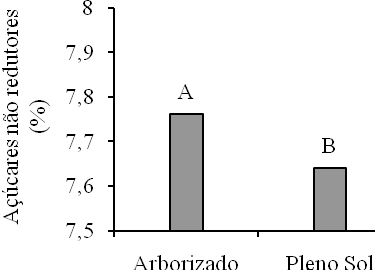 Açúcares não redutores
(%)
8
7,9
7,8
7,7
7,6
7,5
A
B
Arborizado
Pleno Sol